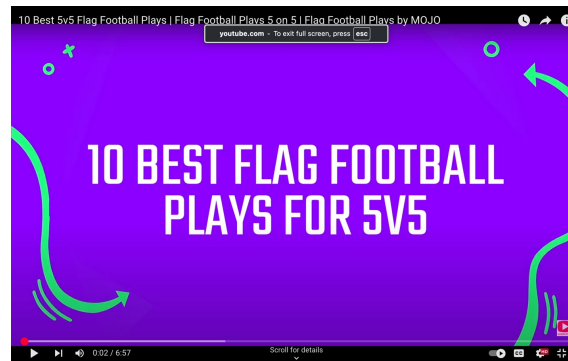 10 Best 5v5 Flag Football Plays | Flag Football Plays 5 on 5 | Flag Football Plays by MOJO
youtube.com - To exit full screen, press esc
10 BEST FLAG FOOTBALL
PLAYS FOR 5V5
0:02 / 6:57
Scroll for details
CC
HD